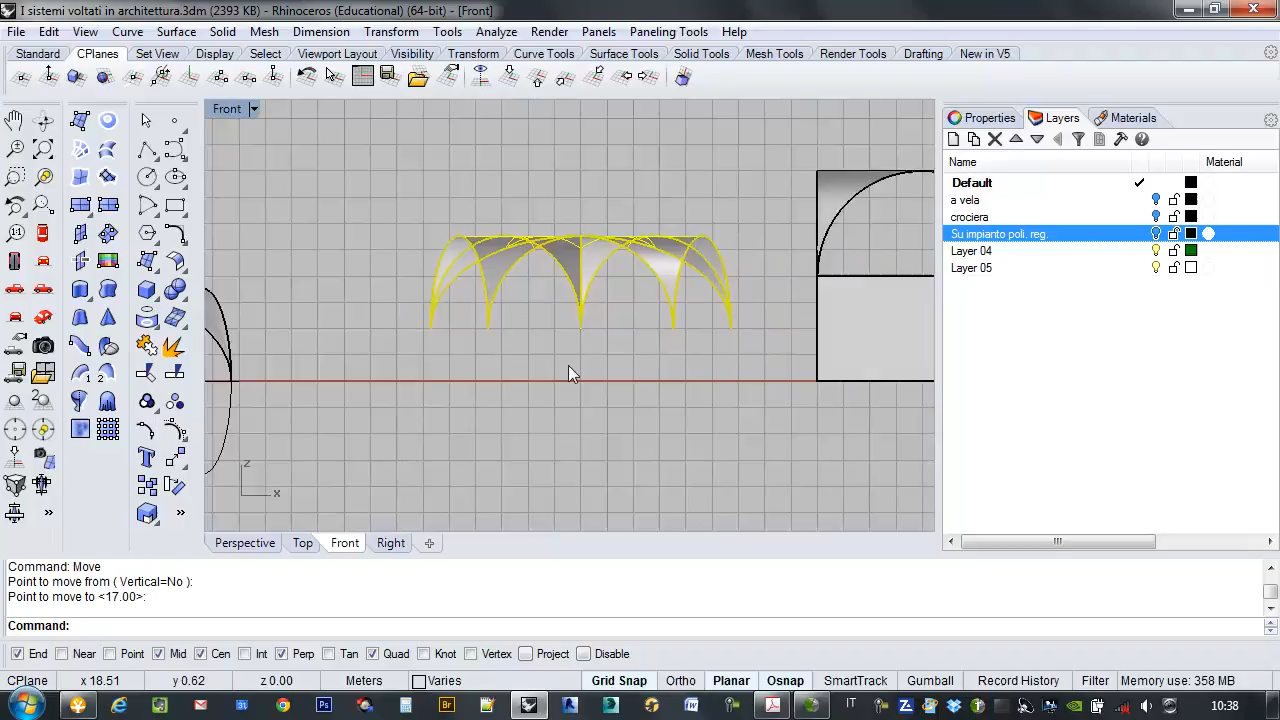 I sistemi voltati in architettura.3dm (2393 KB) - Rhinoceros (Educational) (64-bit) - [Front]
File Edit View Curve Surface Solid Mesh Dimension Transform Tools Analyze Render Panels Paneling Tools Help
Standard CPlanes Set View Display Select Viewport Layout Visibility Transform Curve Tools Surface Tools Solid Tools Mesh Tools Render Tools Drafting New in V5
Front
Properties Layers Materials
Name Material
Default
a vela
crociera
Su impianto poli. reg.
Layer 04
Layer 05
z
x
Perspective Top Front Right
Command: Move
Point to move from ( Vertical=No ):
Point to move to <17.00>:
Command:
End Near Point Mid Cen Int Perp Tan Quad Knot Vertex Project Disable
CPlane x 18.51 y 0.62 z 0.00 Meters Varies Grid Snap Ortho Planar Osnap SmartTrack Gumball Record History Filter Memory use: 358 MB
IT 10:38